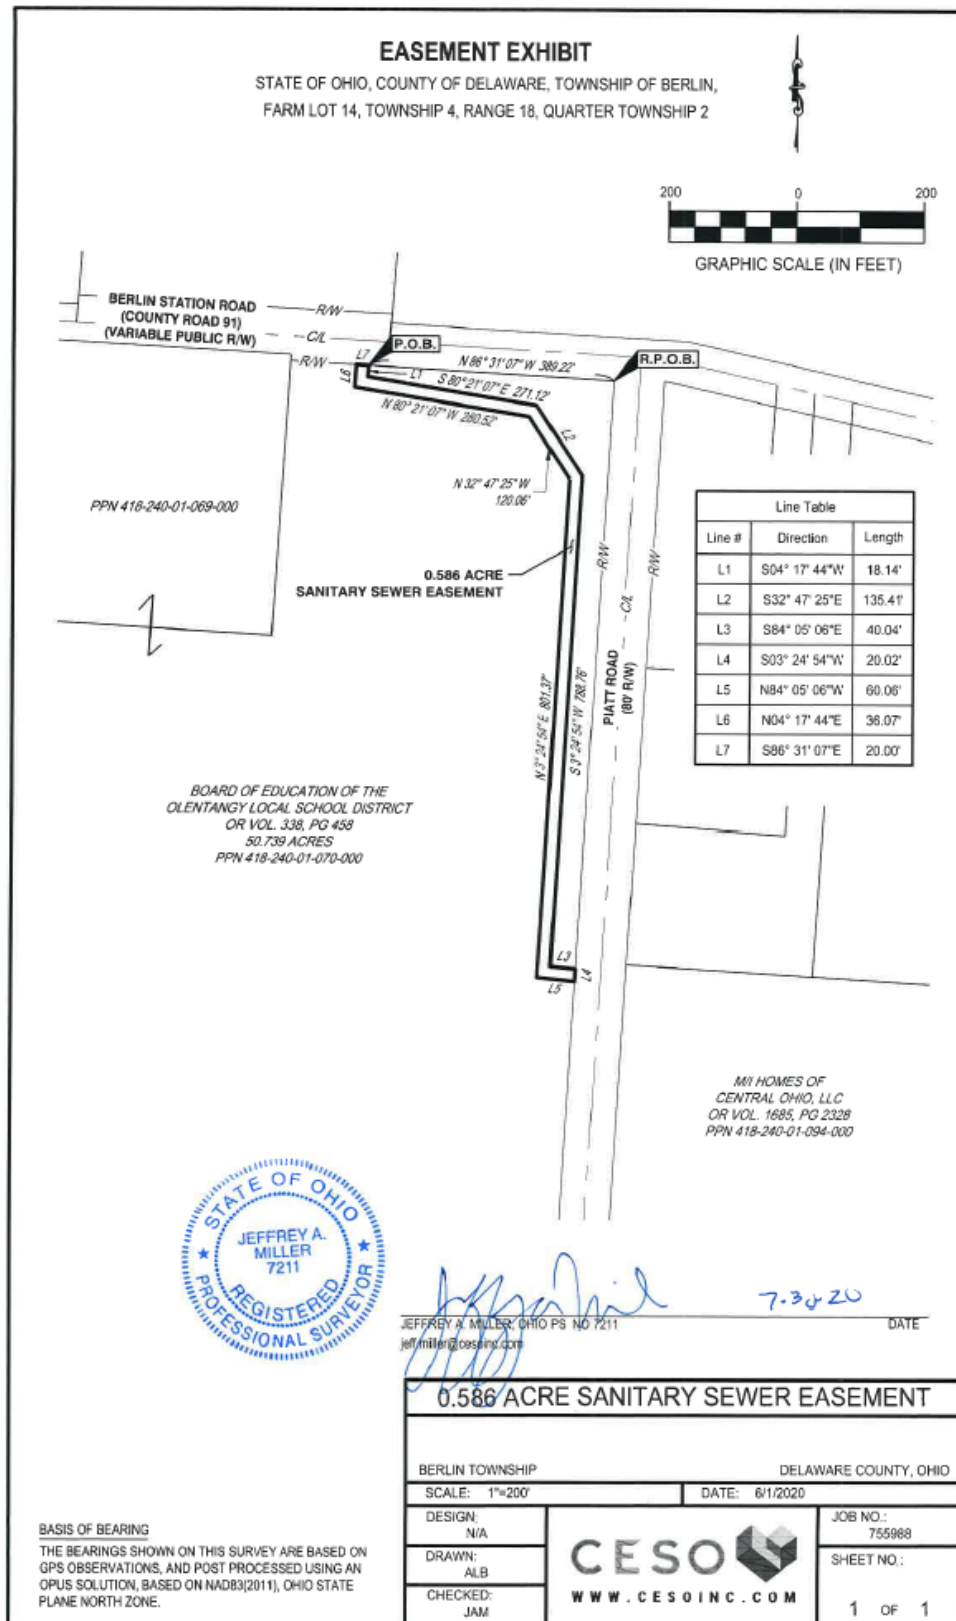 EASEMENT EXHIBIT
STATE OF OHIO, COUNTY OF DELAWARE, TOWNSHIP OF BERLIN,
FARM LOT 14, TOWNSHIP 4, RANGE 18, QUARTER TOWNSHIP 2
200 0 200
GRAPHIC SCALE (IN FEET)
BERLIN STATION ROAD
(COUNTY ROAD 91)
(VARIABLE PUBLIC R/W)
R/W
C/L
R/W
L7
P.O.B.
N 86° 31' 07" W 389.22'
R.P.O.B.
L6
L1
S 80° 21' 07" E 271.12'
N 80° 21' 07" W 280.52'
L2
N 32° 47' 25" W
120.06'
PPN 418-240-01-069-000
0.586 ACRE
SANITARY SEWER EASEMENT
R/W
R/W
C/L
PIATT ROAD
(80' R/W)
N 3° 24' 54" E 801.37'
S 3° 24' 54" W 788.76'
Line Table
Line # Direction Length
L1 S04° 17' 44"W 18.14'
L2 S32° 47' 25"E 135.41'
L3 S84° 05' 06"E 40.04'
L4 S03° 24' 54"W 20.02'
L5 N84° 05' 06"W 60.06'
L6 N04° 17' 44"E 36.07'
L7 S86° 31' 07"E 20.00'
BOARD OF EDUCATION OF THE
OLENTANGY LOCAL SCHOOL DISTRICT
OR VOL. 338, PG 458
50.739 ACRES
PPN 418-240-01-070-000
L3
L4
L5
M/I HOMES OF
CENTRAL OHIO, LLC
OR VOL. 1685, PG 2328
PPN 418-240-01-094-000
STATE OF OHIO
JEFFREY A.
MILLER
7211
REGISTERED
PROFESSIONAL SURVEYOR
JEFFREY A. MILLER, OHIO PS NO 7211
DATE
jeff.miller@cesoinc.com
0.586 ACRE SANITARY SEWER EASEMENT
BERLIN TOWNSHIP
DELAWARE COUNTY, OHIO
SCALE: 1"=200'
DATE: 6/1/2020
DESIGN:
N/A
DRAWN:
ALB
CHECKED:
JAM
CESO
WWW.CESOINC.COM
JOB NO.:
755988
SHEET NO.:
1 OF 1
BASIS OF BEARING
THE BEARINGS SHOWN ON THIS SURVEY ARE BASED ON
GPS OBSERVATIONS, AND POST PROCESSED USING AN
OPUS SOLUTION, BASED ON NAD83(2011), OHIO STATE
PLANE NORTH ZONE.